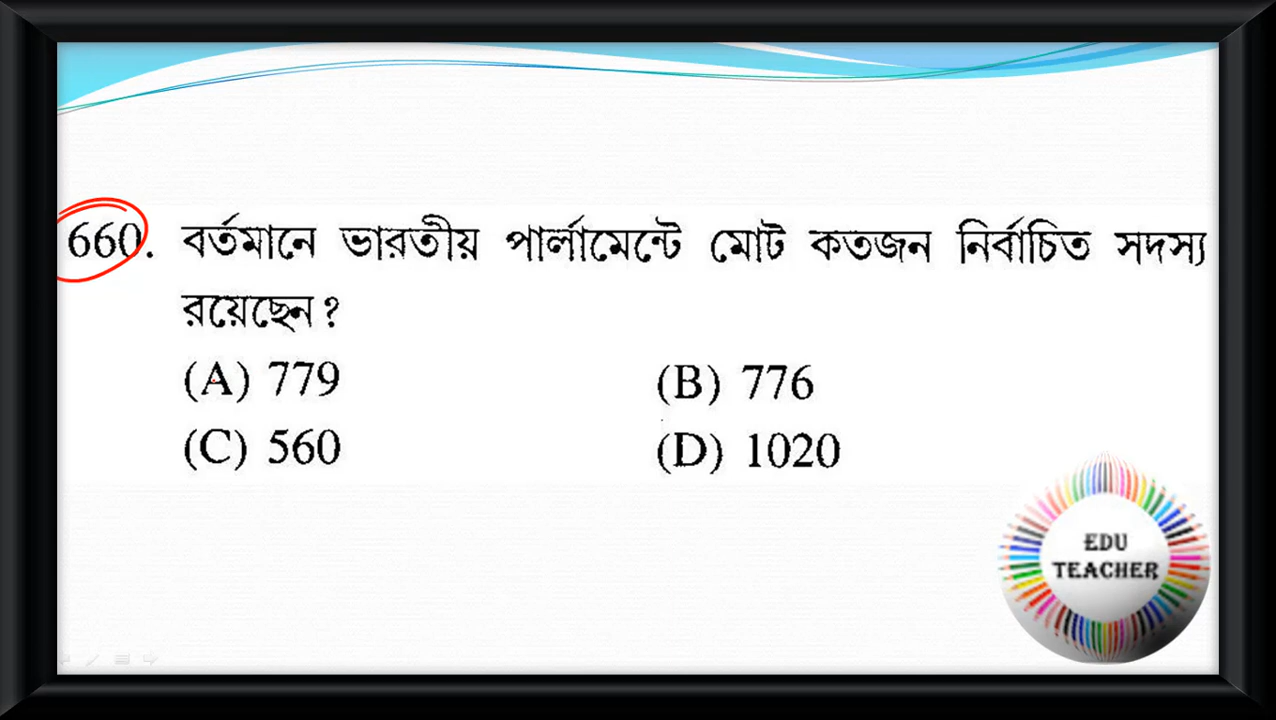 660. বর্তমানে ভারতীয় পার্লামেন্টে মোট কতজন নির্বাচিত সদস্য
রয়েছেন?
(A) 779 (B) 776
(C) 560 (D) 1020
EDU
TEACHER